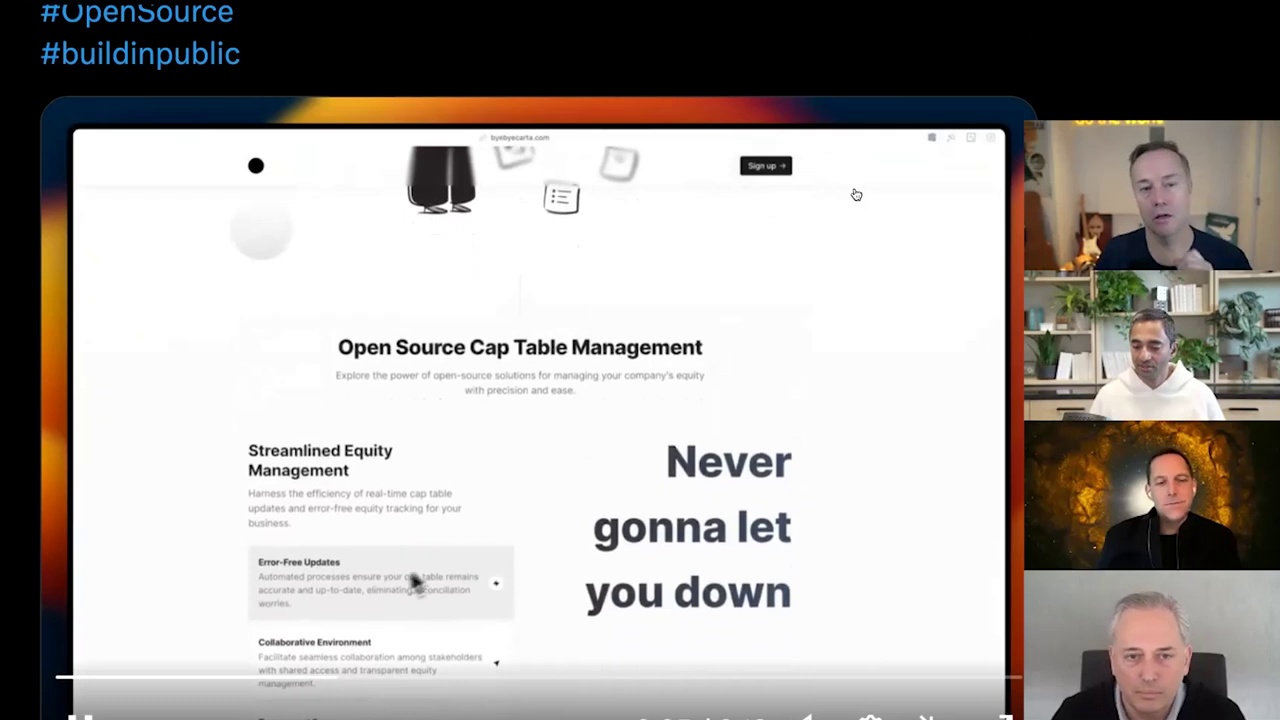 #OpenSource
#buildinpublic
byebyecarta.com
Sign up →
Open Source Cap Table Management
Explore the power of open-source solutions for managing your company's equity
with precision and ease.
Streamlined Equity
Management
Harness the efficiency of real-time cap table
updates and error-free equity tracking for your
business.
Never
gonna let
you down
Error-Free Updates
Automated processes ensure your cap table remains
accurate and up-to-date, eliminating reconciliation
worries.
Collaborative Environment
Facilitate seamless collaboration among stakeholders
with shared access and transparent equity
management.